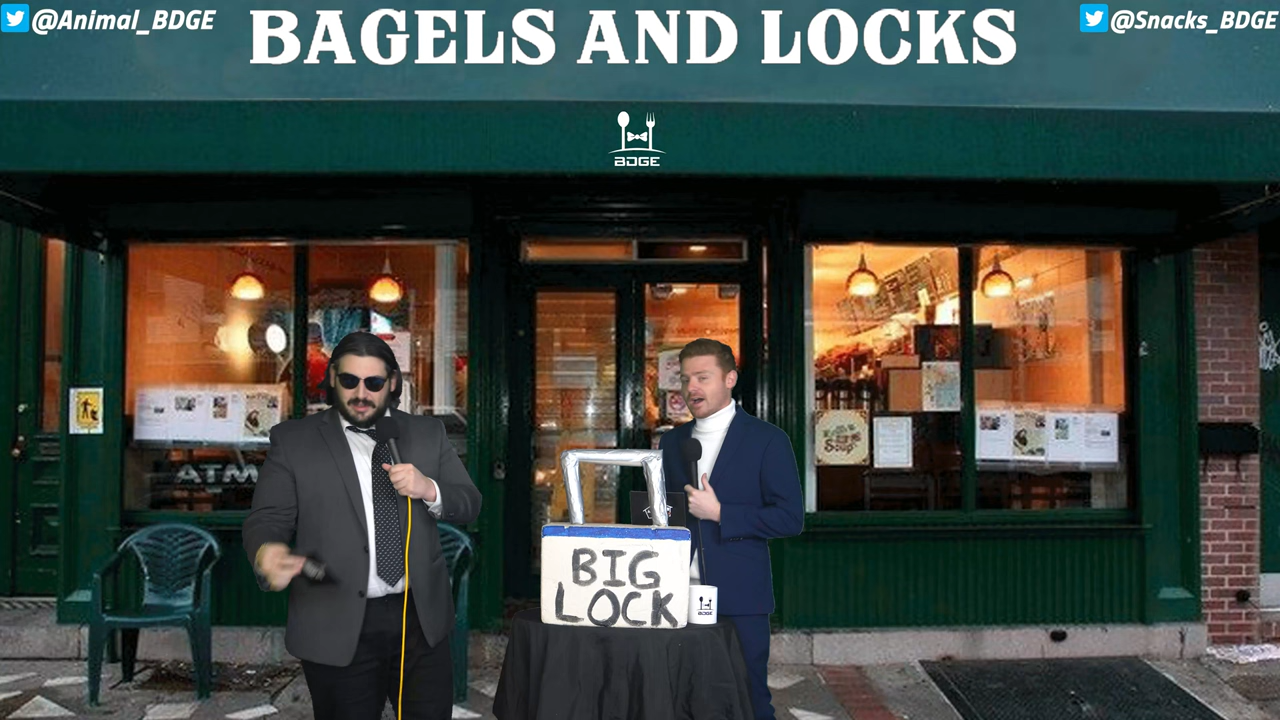 @Animal_BDGE
BAGELS AND LOCKS
@Snacks_BDGE
BDGE
ATM
Soup
BIG
LOCK
BDGE